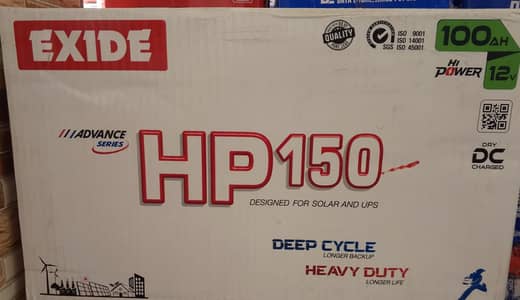 EXIDE
QUALITY
ISO 9001
ISO 14001
SGS ISO 45001
100AH
12V
Hi
POWER
ADVANCE
SERIES
HP150
DESIGNED FOR SOLAR AND UPS
DRY
DC
CHARGED
DEEP CYCLE
LONGER BACKUP
HEAVY DUTY
LONGER LIFE